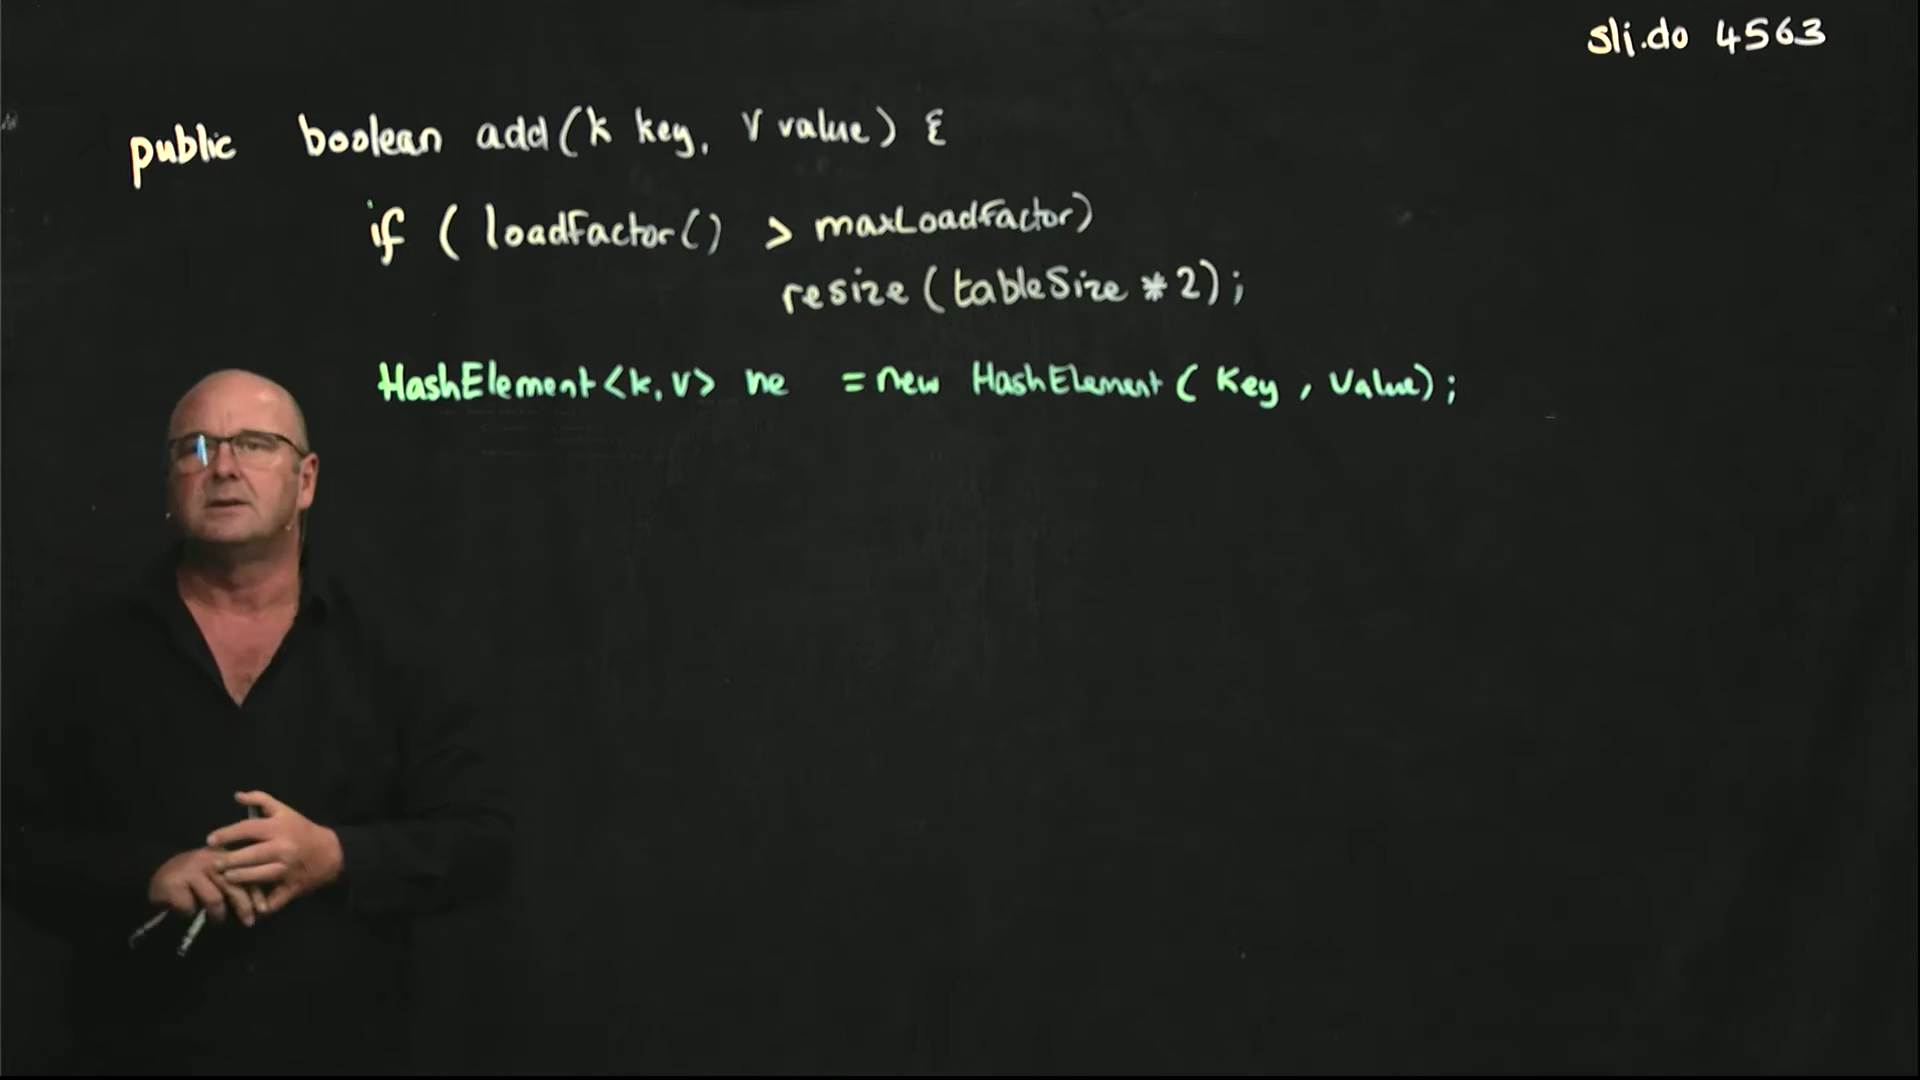 sli.do 4563
public boolean add(k key, V value) {
if ( loadFactor() > maxLoadFactor)
resize (tableSize * 2);
HashElement<k,v> ne = new HashElement ( Key , Value);